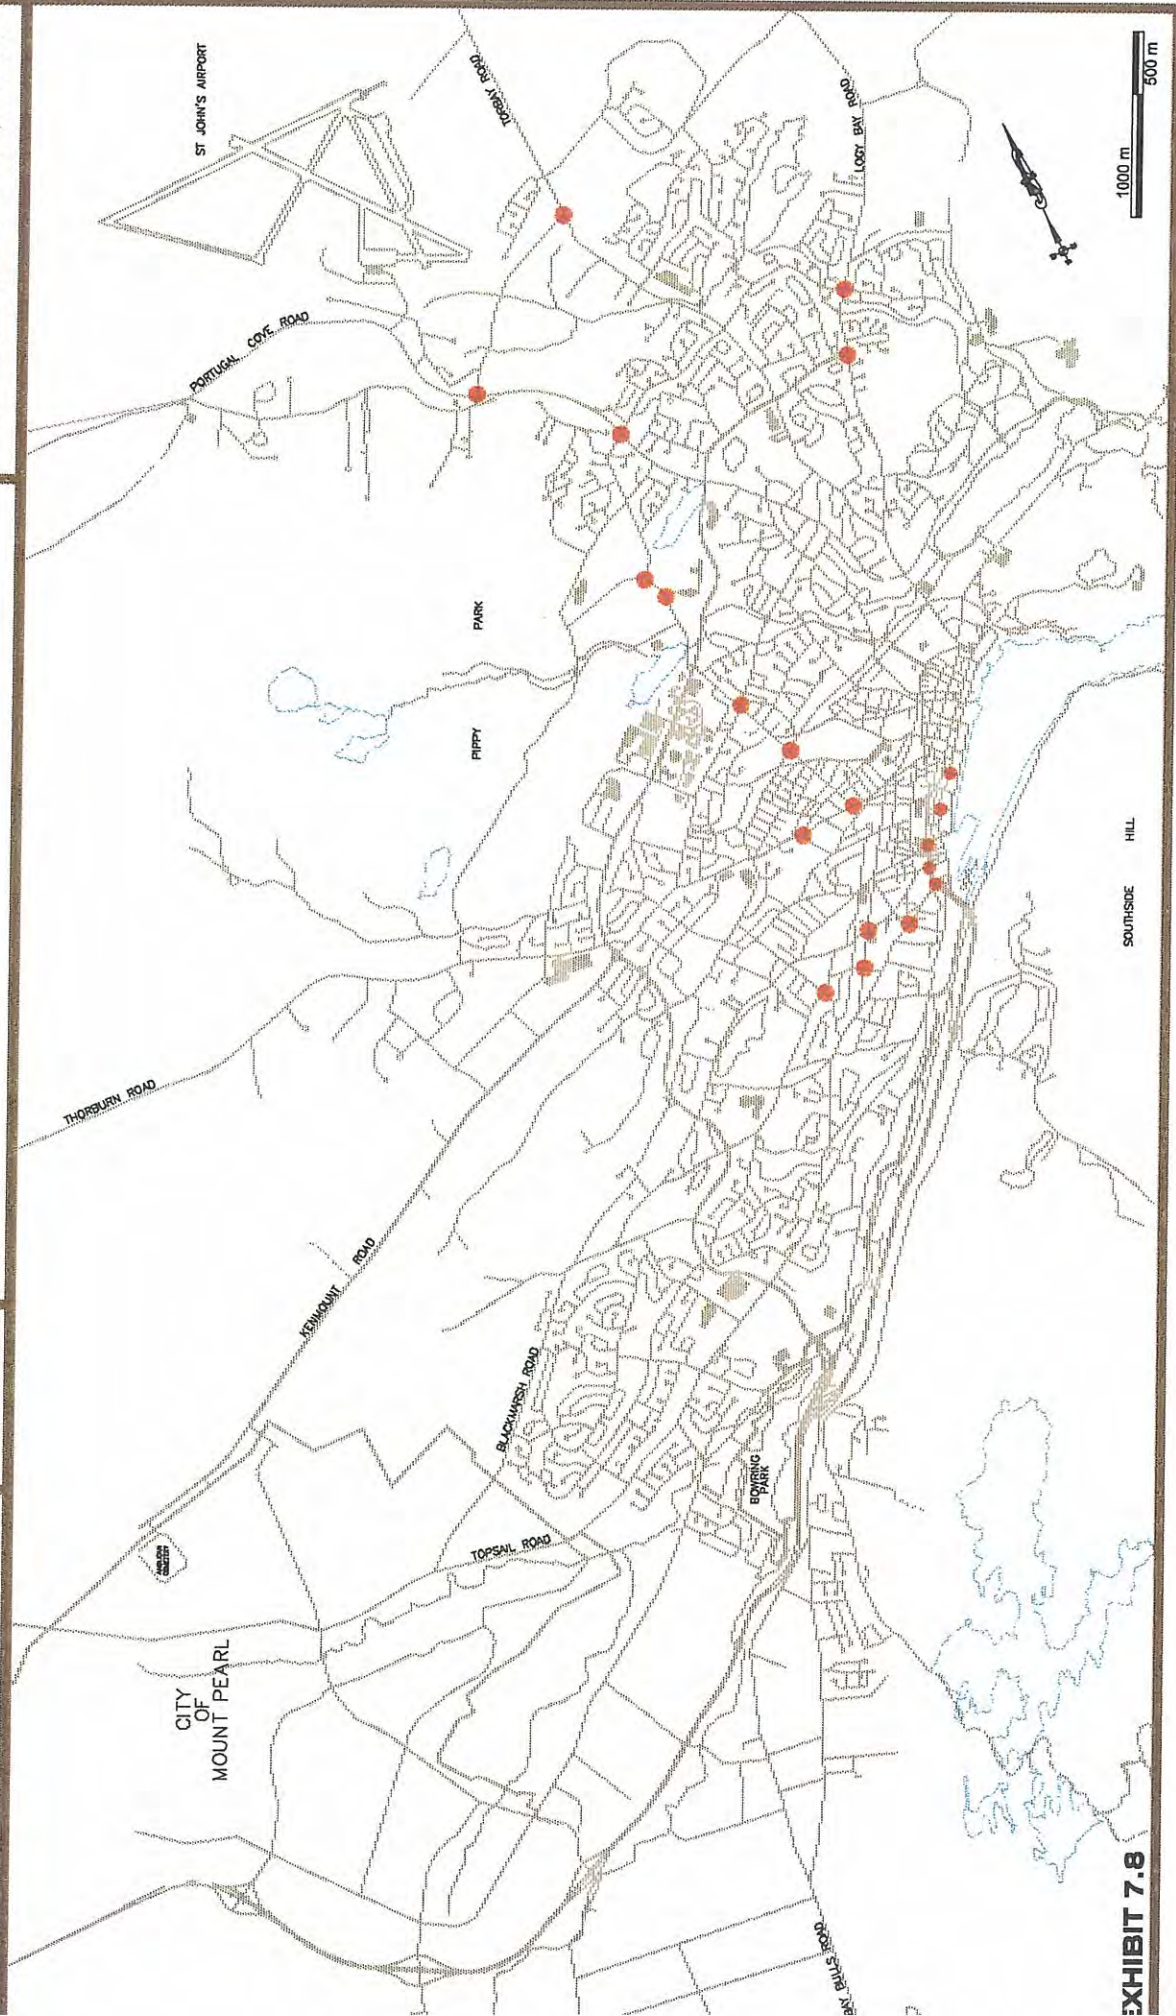 ST JOHN'S AIRPORT
TORBAY ROAD
LOGY BAY ROAD
1000 m
500 m
PORTUGAL COVE ROAD
PIPPY PARK
SOUTHSIDE HILL
THORBURN ROAD
KENMOUNT ROAD
BLACKMARSH ROAD
BOWRING
PARK
TOPSAIL ROAD
CITY
OF
MOUNT PEARL
BAY BULLS ROAD
EXHIBIT 7.8